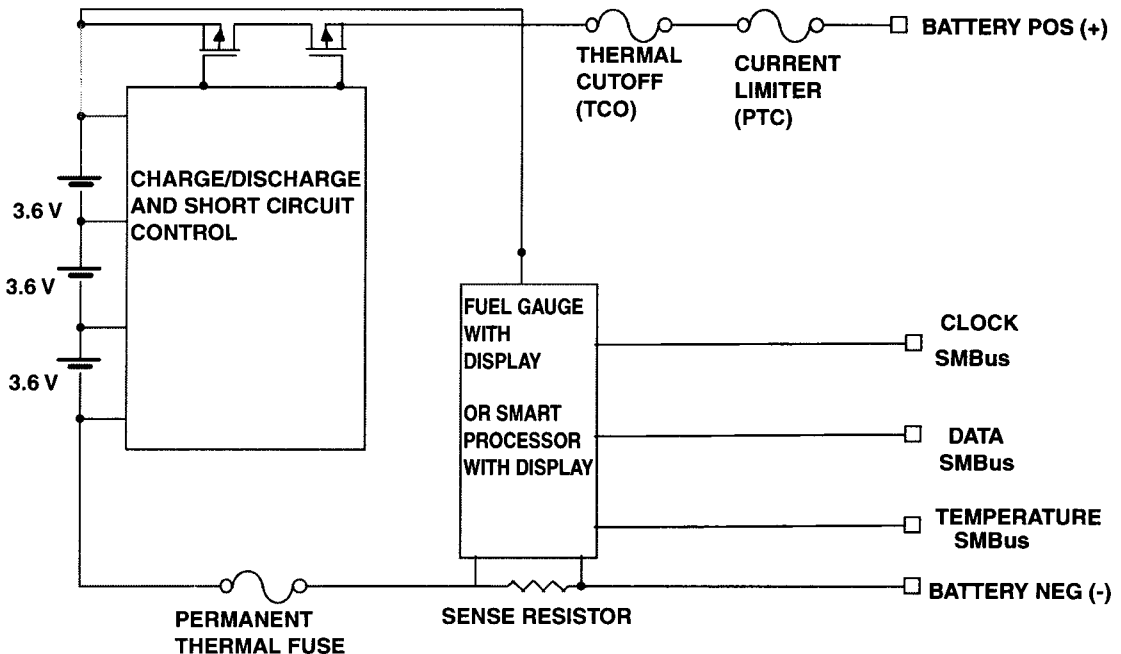 BATTERY POS (+)
THERMAL
CUTOFF
(TCO)
CURRENT
LIMITER
(PTC)
CHARGE/DISCHARGE
AND SHORT CIRCUIT
CONTROL
3.6 V
3.6 V
3.6 V
FUEL GAUGE
WITH
DISPLAY
OR SMART
PROCESSOR
WITH DISPLAY
CLOCK
SMBus
DATA
SMBus
TEMPERATURE
SMBus
BATTERY NEG (-)
PERMANENT
THERMAL FUSE
SENSE RESISTOR